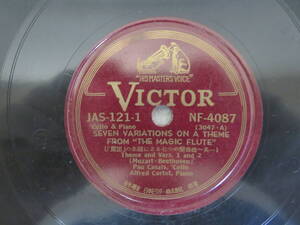 "HIS MASTER'S VOICE"
VICTOR
JAS-121-1 NF-4087
'Cello & Piano (3047-A)
SEVEN VARIATIONS ON A THEME
FROM "THE MAGIC FLUTE"
Theme and Vars. 1 and 2
(Mozart-Beethoven)
Pau Casals, 'Cello
Alfred Cortot, Piano